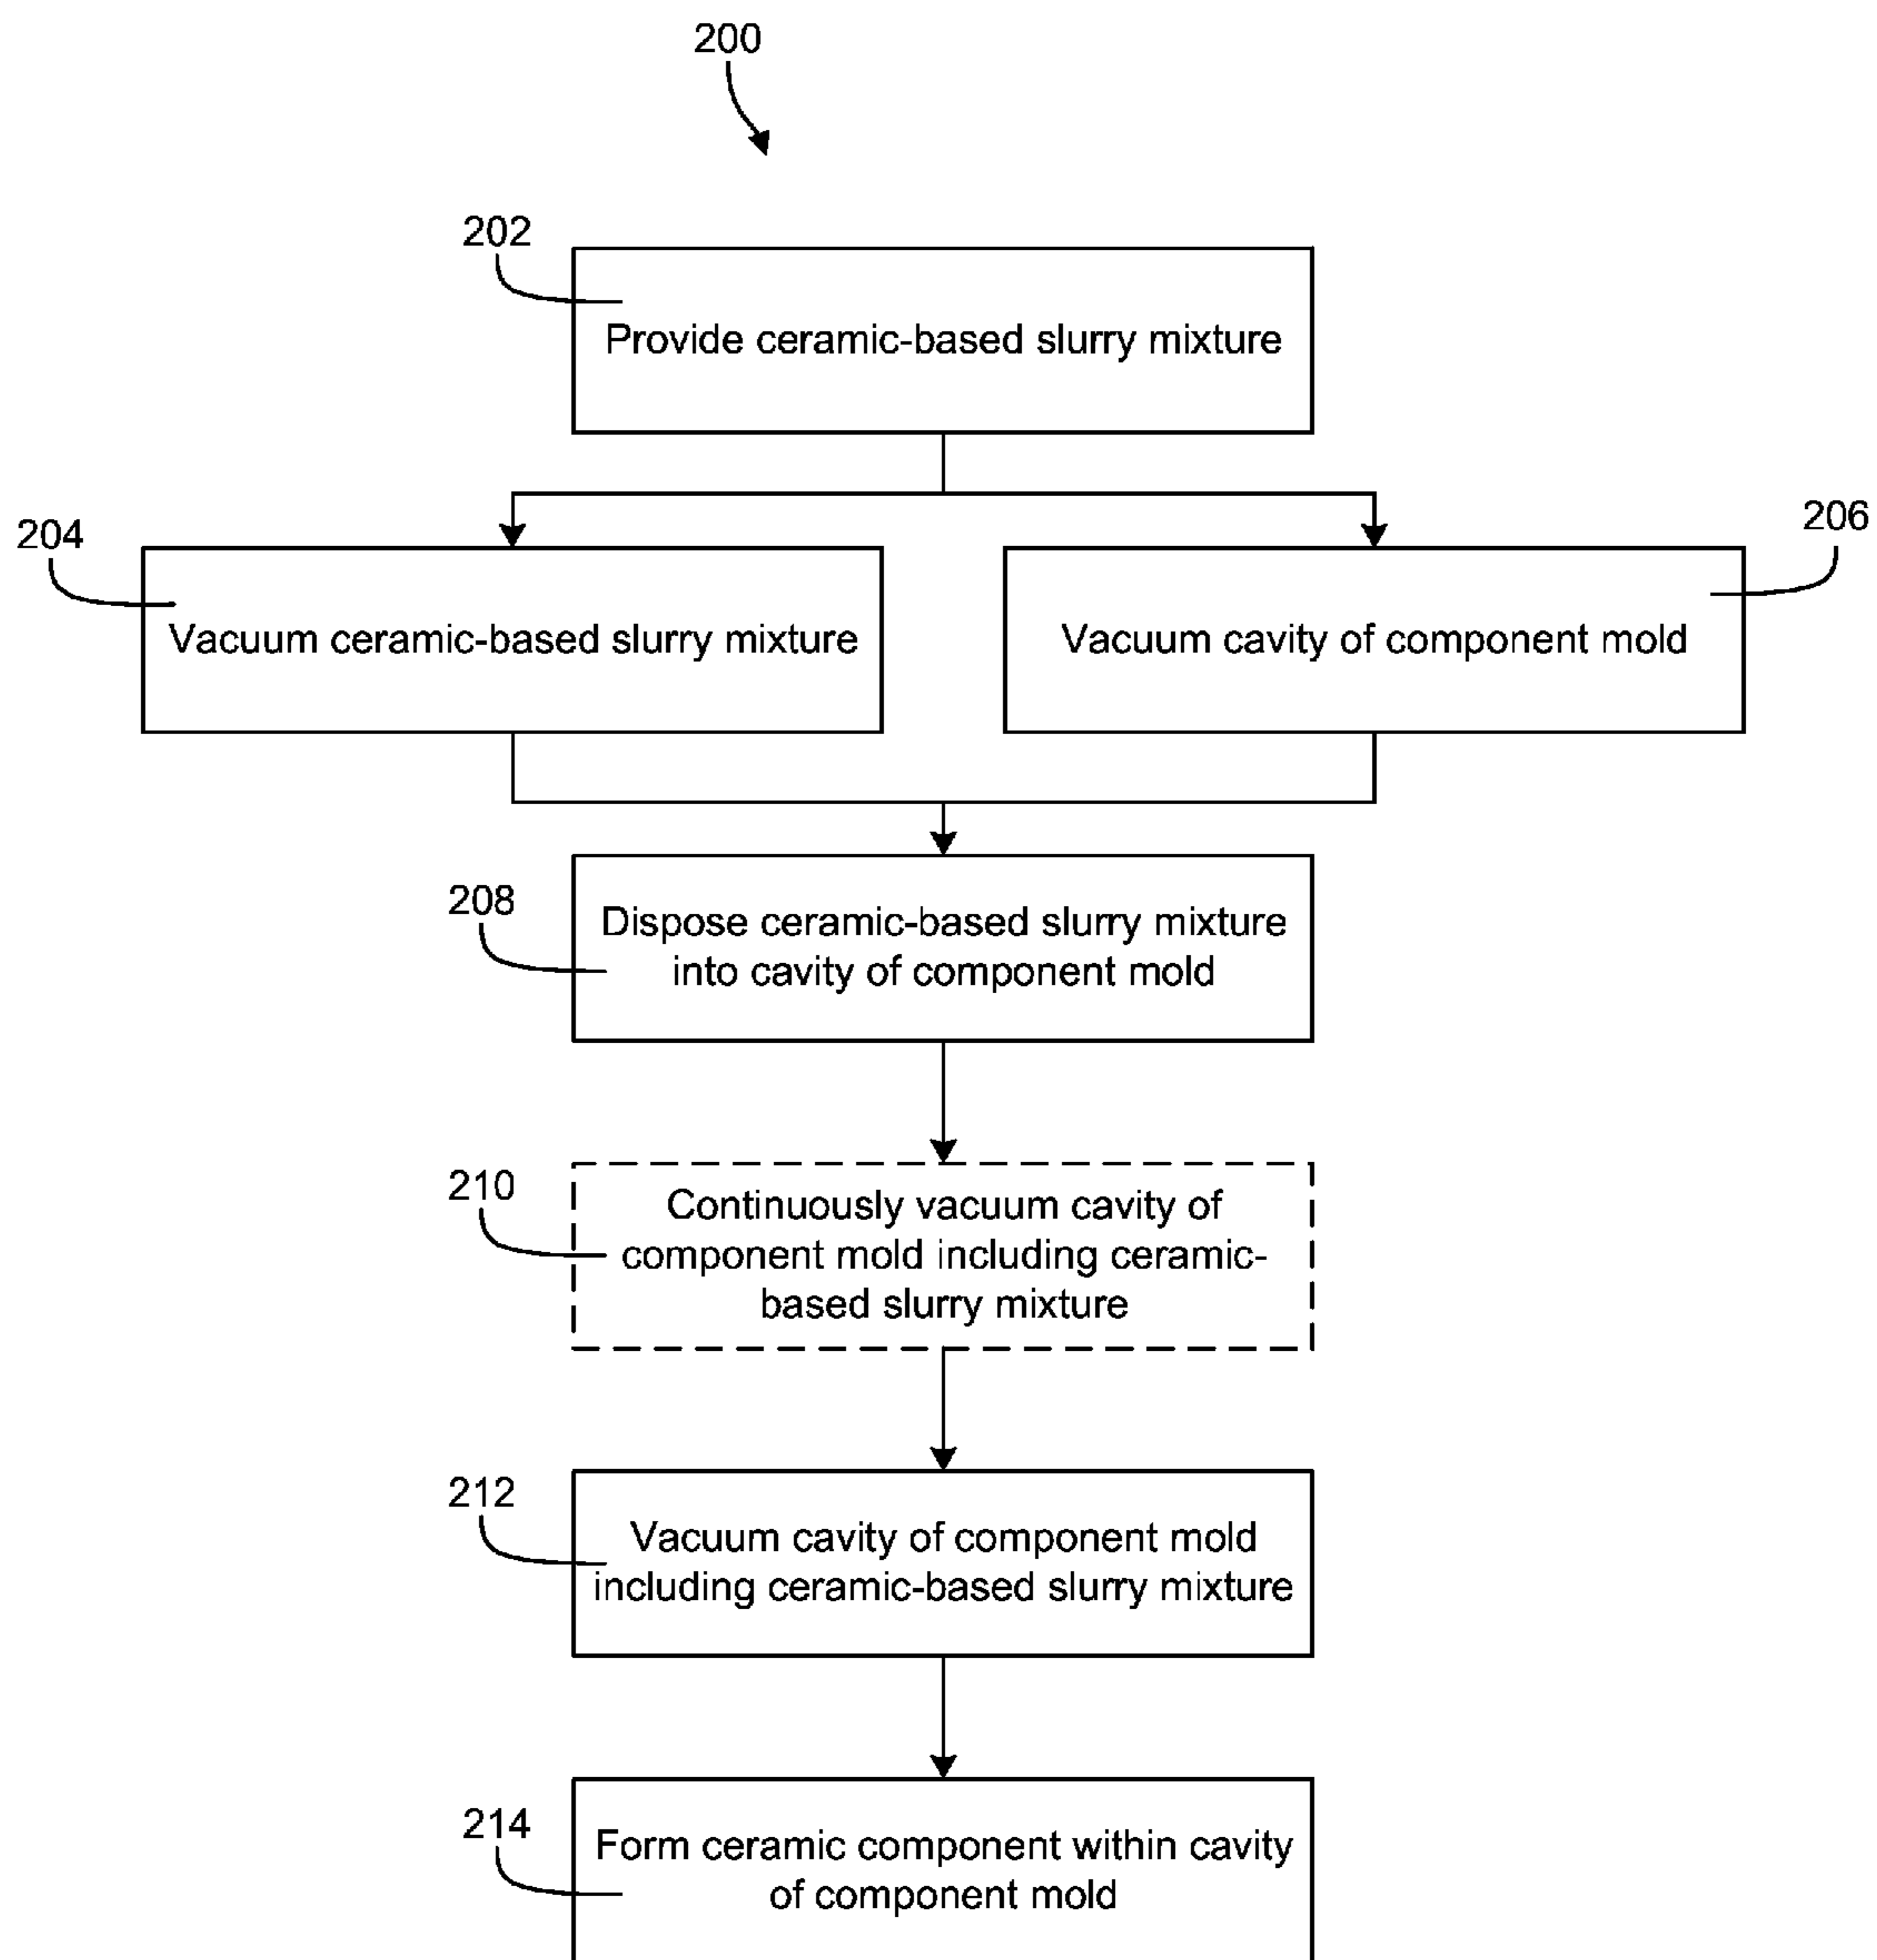 200
202
Provide ceramic-based slurry mixture
204
206
Vacuum ceramic-based slurry mixture
Vacuum cavity of component mold
208
Dispose ceramic-based slurry mixture
into cavity of component mold
210
Continuously vacuum cavity of
component mold including ceramic-
based slurry mixture
212
Vacuum cavity of component mold
including ceramic-based slurry mixture
214
Form ceramic component within cavity
of component mold